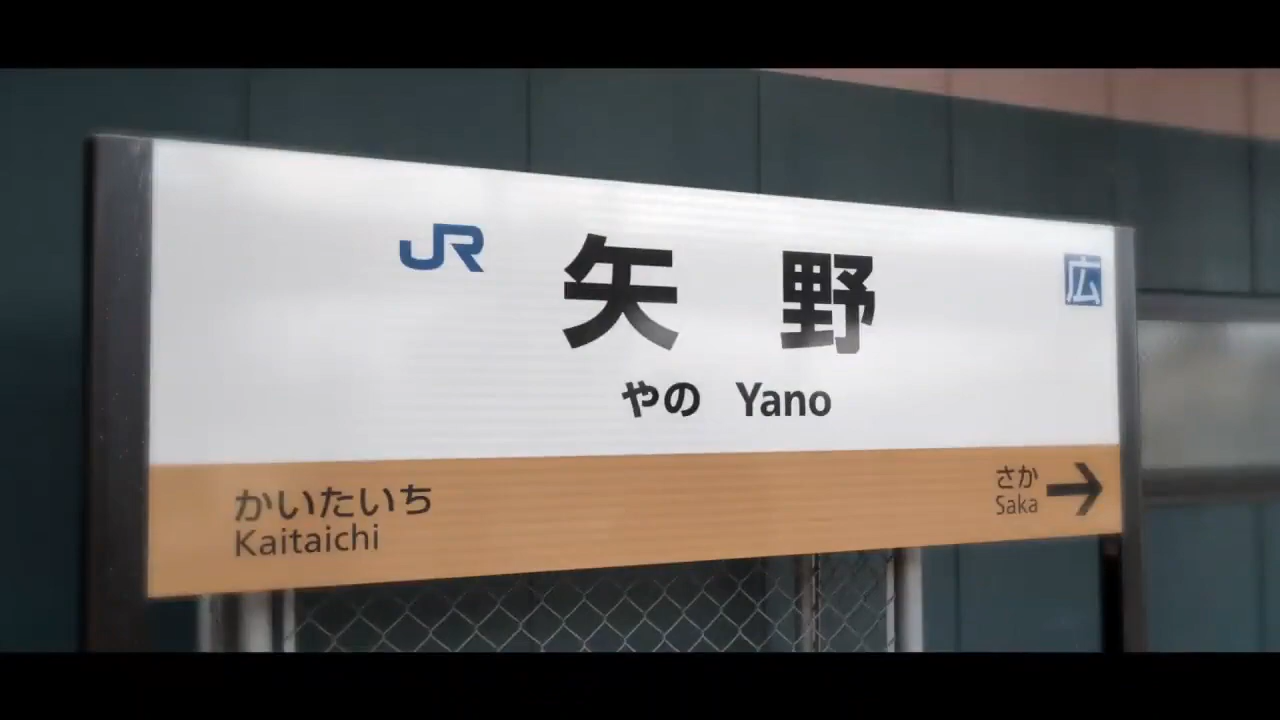 JR
矢野
広
やの Yano
かいたいち
Kaitaichi
さか
Saka
→